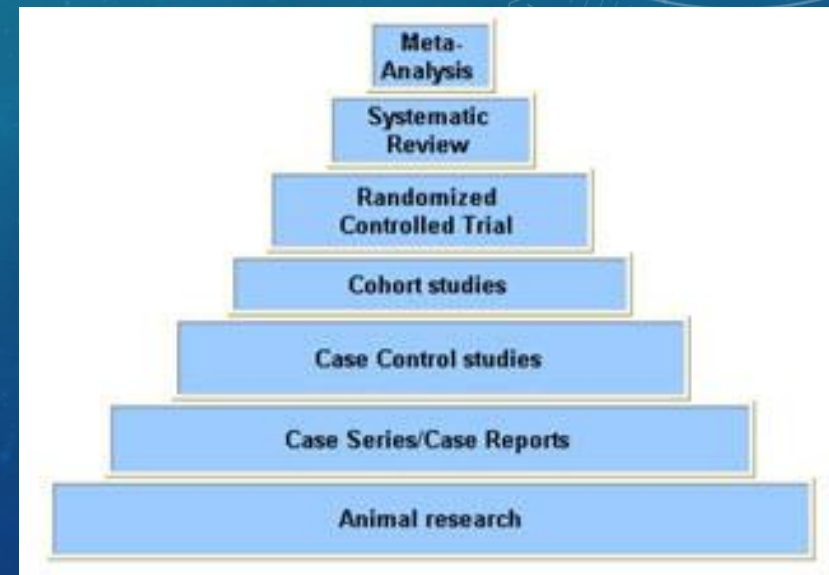 Meta-
Analysis
Systematic
Review
Randomized
Controlled Trial
Cohort studies
Case Control studies
Case Series/Case Reports
Animal research